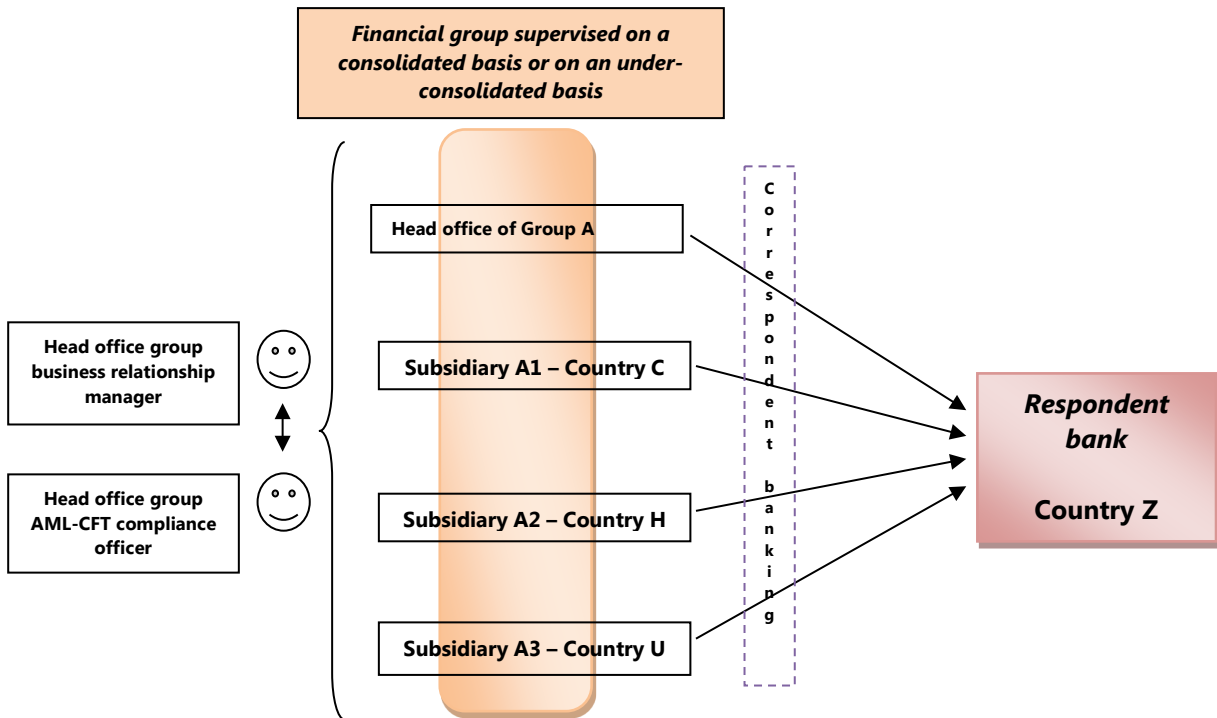 Financial group supervised on a
consolidated basis or on an under-
consolidated basis
Head office of Group A
Subsidiary A1 – Country C
Subsidiary A2 – Country H
Subsidiary A3 – Country U
Head office group
business relationship
manager
Head office group
AML-CFT compliance
officer
Correspondent banking
Respondent
bank
Country Z